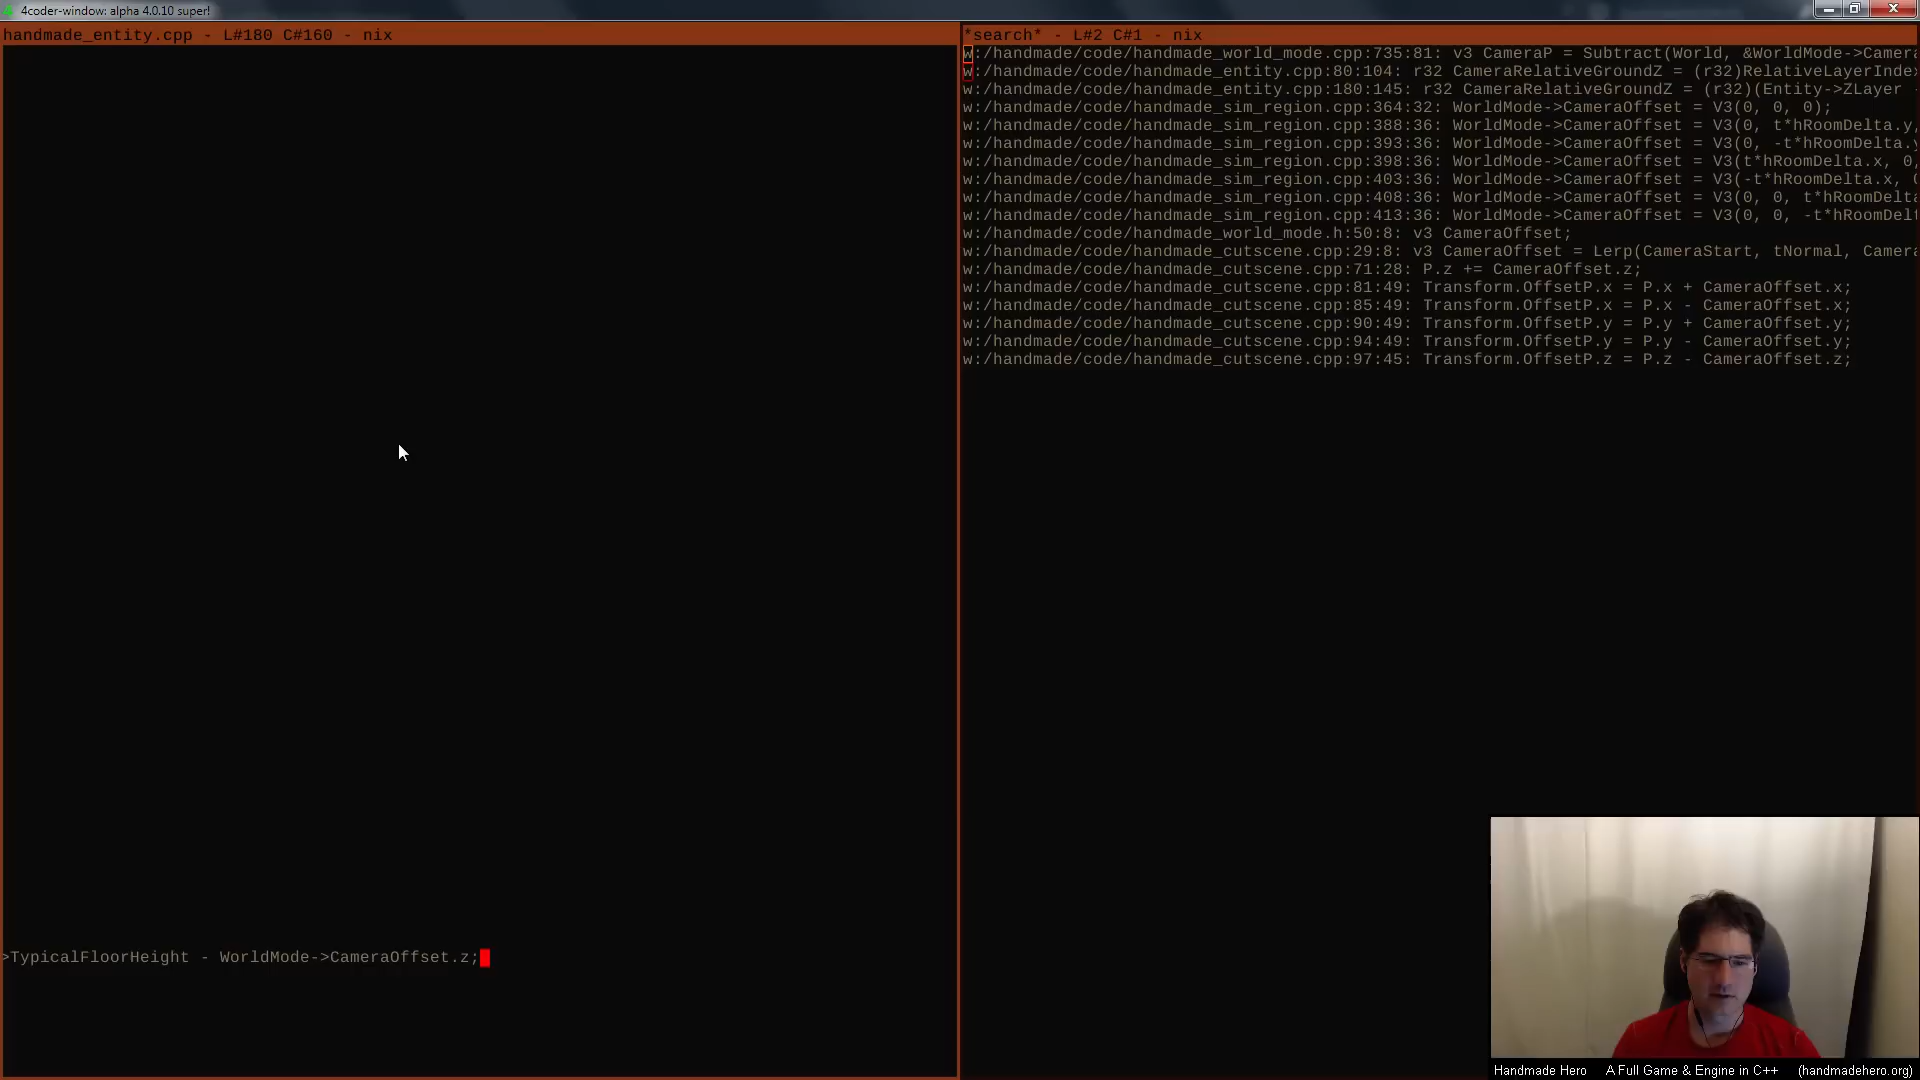 4coder-window: alpha 4.0.10 super!
handmade_entity.cpp - L#180 C#160 - nix
>TypicalFloorHeight - WorldMode->CameraOffset.z;
*search* - L#2 C#1 - nix
w:/handmade/code/handmade_world_mode.cpp:735:81: v3 CameraP = Subtract(World, &WorldMode->Camera
w:/handmade/code/handmade_entity.cpp:80:104: r32 CameraRelativeGroundZ = (r32)RelativeLayerInde
w:/handmade/code/handmade_entity.cpp:180:145: r32 CameraRelativeGroundZ = (r32)(Entity->ZLayer -
w:/handmade/code/handmade_sim_region.cpp:364:32: WorldMode->CameraOffset = V3(0, 0, 0);
w:/handmade/code/handmade_sim_region.cpp:388:36: WorldMode->CameraOffset = V3(0, t*hRoomDelta.y,
w:/handmade/code/handmade_sim_region.cpp:393:36: WorldMode->CameraOffset = V3(0, -t*hRoomDelta.y
w:/handmade/code/handmade_sim_region.cpp:398:36: WorldMode->CameraOffset = V3(t*hRoomDelta.x, 0,
w:/handmade/code/handmade_sim_region.cpp:403:36: WorldMode->CameraOffset = V3(-t*hRoomDelta.x, 0
w:/handmade/code/handmade_sim_region.cpp:408:36: WorldMode->CameraOffset = V3(0, 0, t*hRoomDelta
w:/handmade/code/handmade_sim_region.cpp:413:36: WorldMode->CameraOffset = V3(0, 0, -t*hRoomDelt
w:/handmade/code/handmade_world_mode.h:50:8: v3 CameraOffset;
w:/handmade/code/handmade_cutscene.cpp:29:8: v3 CameraOffset = Lerp(CameraStart, tNormal, Camera
w:/handmade/code/handmade_cutscene.cpp:71:28: P.z += CameraOffset.z;
w:/handmade/code/handmade_cutscene.cpp:81:49: Transform.OffsetP.x = P.x + CameraOffset.x;
w:/handmade/code/handmade_cutscene.cpp:85:49: Transform.OffsetP.x = P.x - CameraOffset.x;
w:/handmade/code/handmade_cutscene.cpp:90:49: Transform.OffsetP.y = P.y + CameraOffset.y;
w:/handmade/code/handmade_cutscene.cpp:94:49: Transform.OffsetP.y = P.y - CameraOffset.y;
w:/handmade/code/handmade_cutscene.cpp:97:45: Transform.OffsetP.z = P.z - CameraOffset.z;
Handmade Hero A Full Game & Engine in C++ (handmadehero.org)